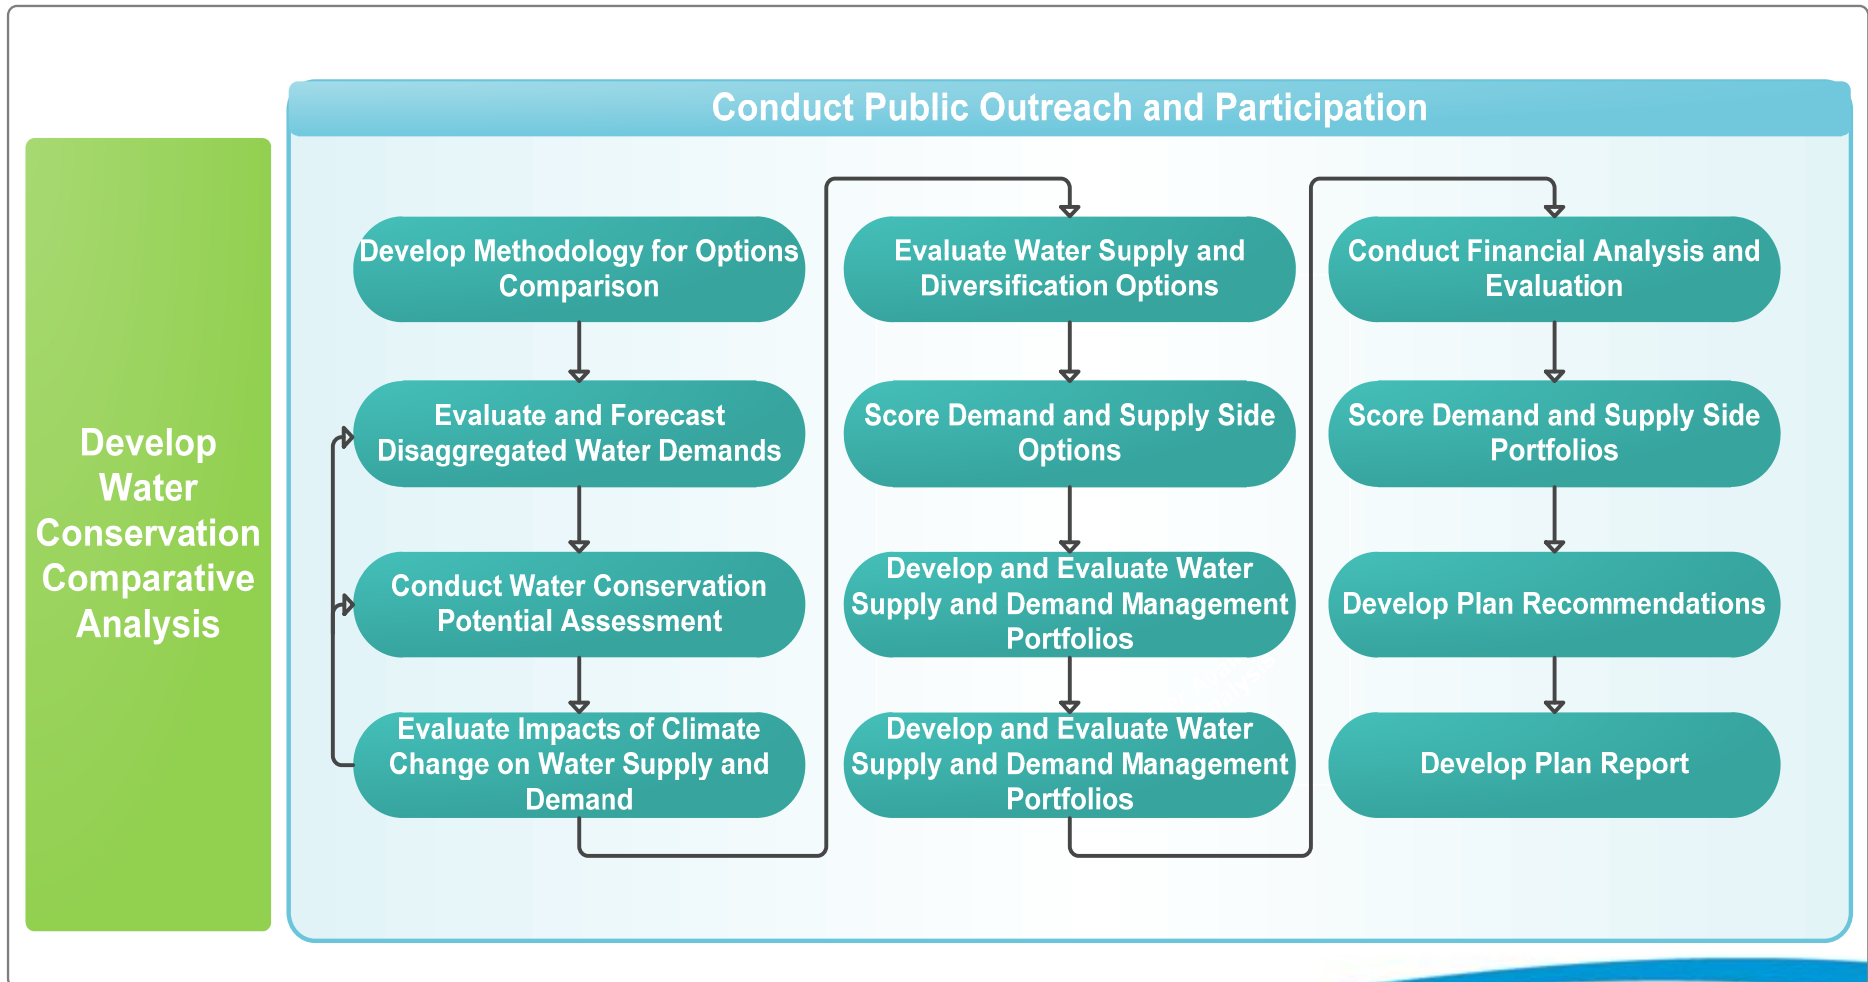 Conduct Public Outreach and Participation
Develop
Water
Conservation
Comparative
Analysis
Develop Methodology for Options
Comparison
Evaluate and Forecast
Disaggregated Water Demands
Conduct Water Conservation
Potential Assessment
Evaluate Impacts of Climate
Change on Water Supply and
Demand
Evaluate Water Supply and
Diversification Options
Score Demand and Supply Side
Options
Develop and Evaluate Water
Supply and Demand Management
Portfolios
Develop and Evaluate Water
Supply and Demand Management
Portfolios
Conduct Financial Analysis and
Evaluation
Score Demand and Supply Side
Portfolios
Develop Plan Recommendations
Develop Plan Report